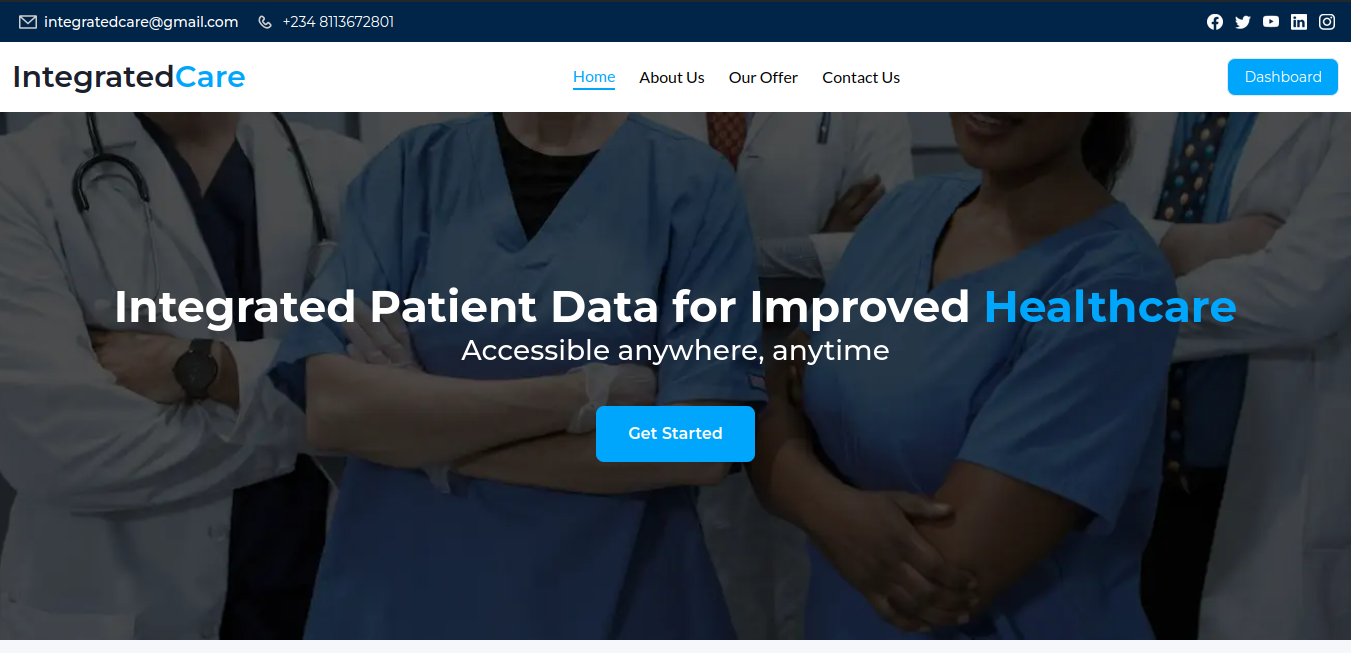 integratedcare@gmail.com +234 8113672801
IntegratedCare Home About Us Our Offer Contact Us Dashboard
Integrated Patient Data for Improved Healthcare
Accessible anywhere, anytime
Get Started